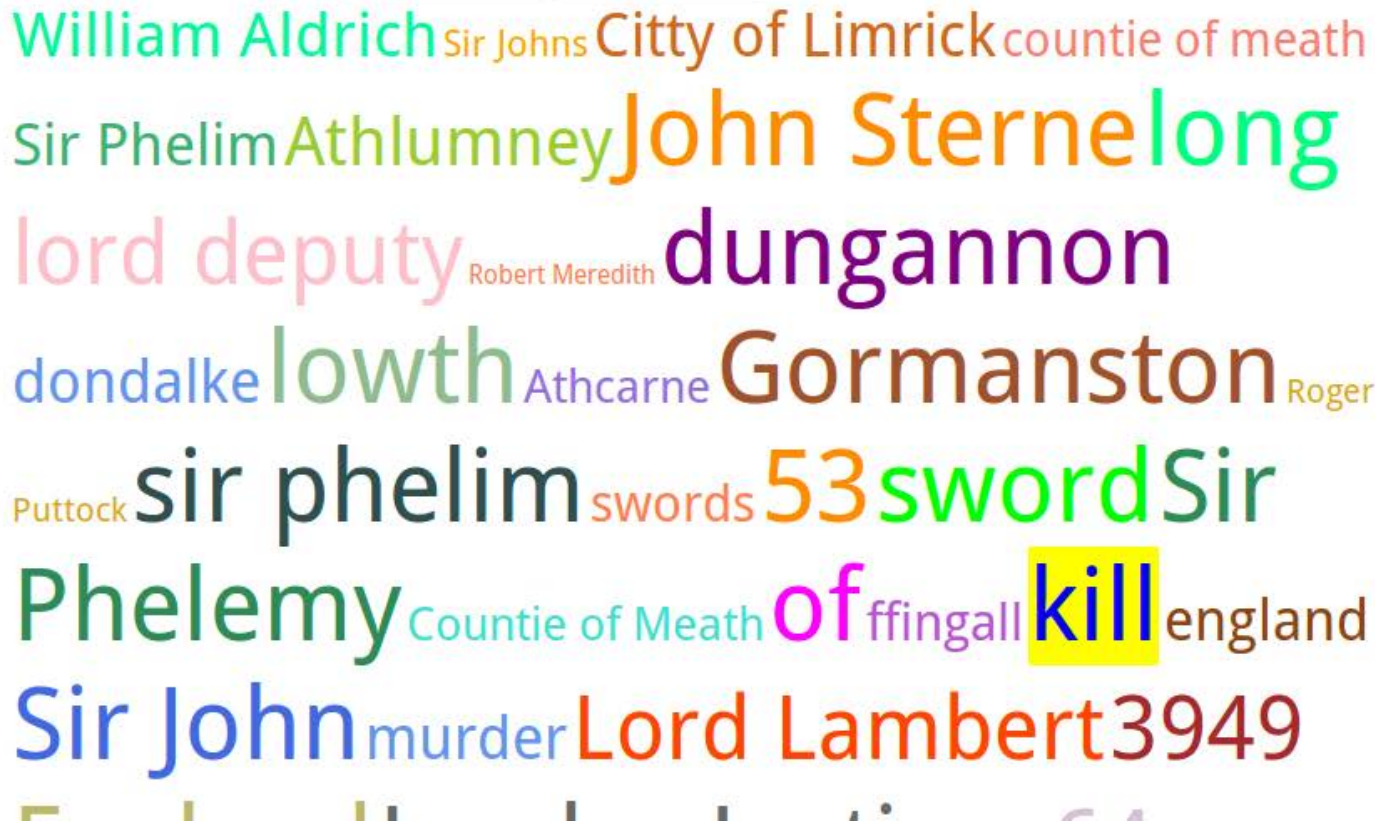 William Aldrich Sir Johns Citty of Limrick countie of meath
Sir Phelim Athlumney John Sterne long
lord deputy Robert Meredith dungannon
dondalke lowth Athcarne Gormanston Roger
Puttock sir phelim swords 53 sword Sir
Phelemy Countie of Meath of ffingall kill england
Sir John murder Lord Lambert 3949